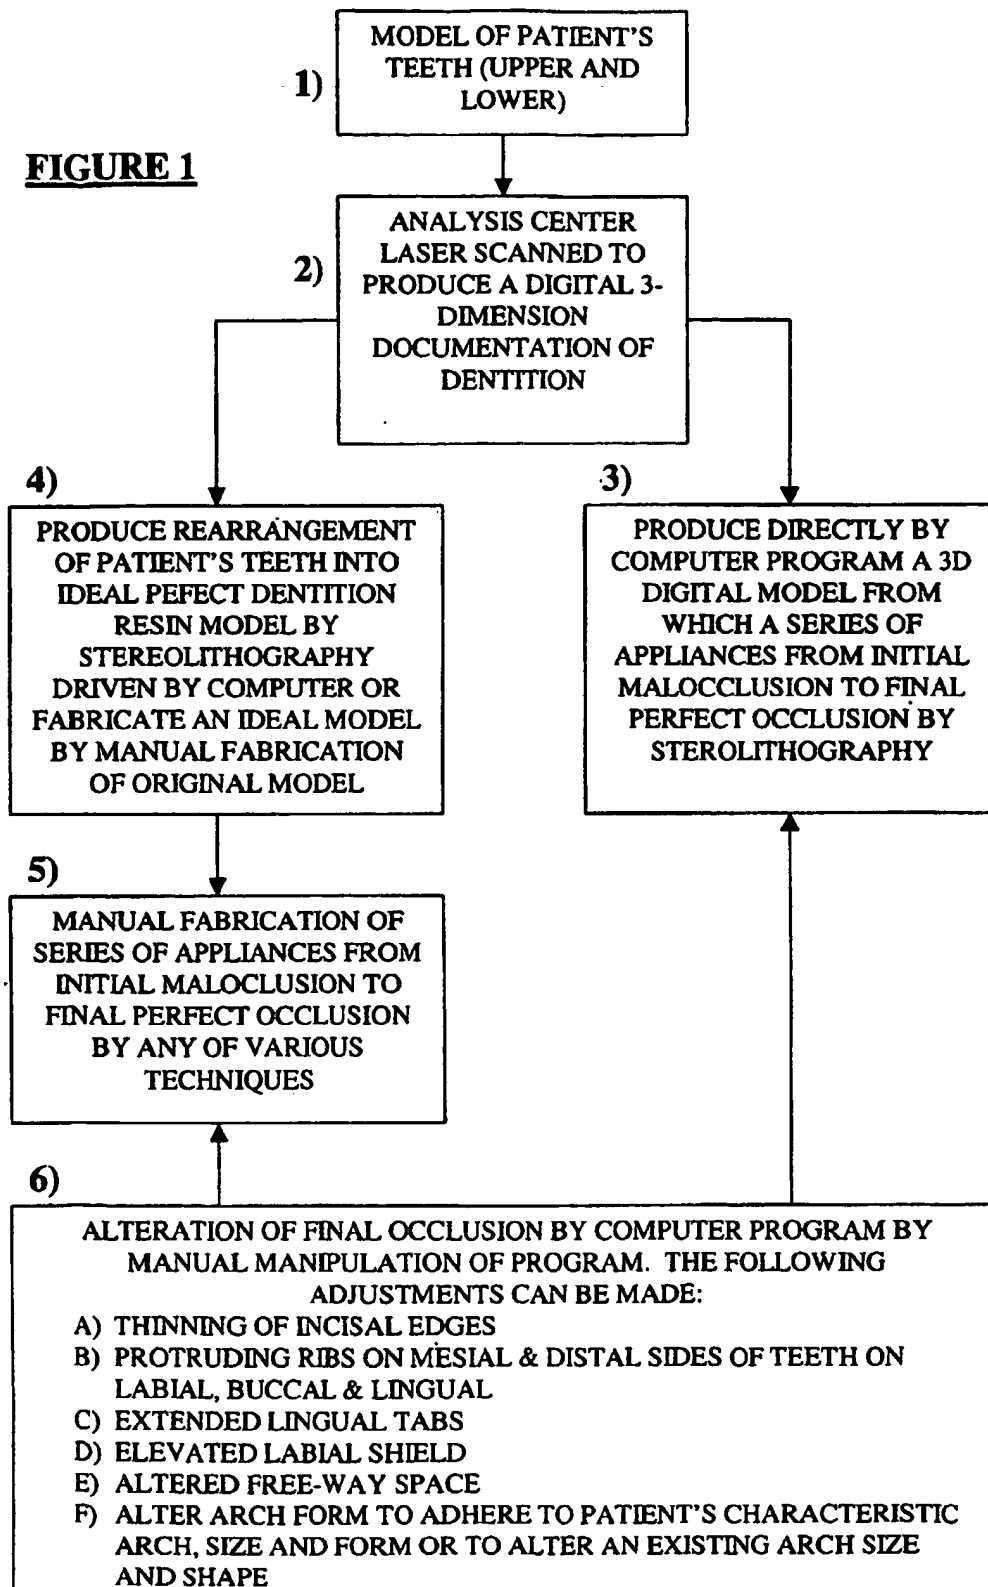 MODEL OF PATIENT'S
TEETH (UPPER AND
LOWER)
1)
FIGURE 1
ANALYSIS CENTER
LASER SCANNED TO
PRODUCE A DIGITAL 3-
DIMENSION
DOCUMENTATION OF
DENTITION
2)
4)
PRODUCE REARRANGEMENT
OF PATIENT'S TEETH INTO
IDEAL PEFECT DENTITION
RESIN MODEL BY
STEREOLITHOGRAPHY
DRIVEN BY COMPUTER OR
FABRICATE AN IDEAL MODEL
BY MANUAL FABRICATION
OF ORIGINAL MODEL
3)
PRODUCE DIRECTLY BY
COMPUTER PROGRAM A 3D
DIGITAL MODEL FROM
WHICH A SERIES OF
APPLIANCES FROM INITIAL
MALOCCLUSION TO FINAL
PERFECT OCCLUSION BY
STEROLITHOGRAPHY
5)
MANUAL FABRICATION OF
SERIES OF APPLIANCES FROM
INITIAL MALOCLUSION TO
FINAL PERFECT OCCLUSION
BY ANY OF VARIOUS
TECHNIQUES
6)
ALTERATION OF FINAL OCCLUSION BY COMPUTER PROGRAM BY
MANUAL MANIPULATION OF PROGRAM. THE FOLLOWING
ADJUSTMENTS CAN BE MADE:
A) THINNING OF INCISAL EDGES
B) PROTRUDING RIBS ON MESIAL & DISTAL SIDES OF TEETH ON
LABIAL, BUCCAL & LINGUAL
C) EXTENDED LINGUAL TABS
D) ELEVATED LABIAL SHIELD
E) ALTERED FREE-WAY SPACE
F) ALTER ARCH FORM TO ADHERE TO PATIENT'S CHARACTERISTIC
ARCH, SIZE AND FORM OR TO ALTER AN EXISTING ARCH SIZE
AND SHAPE